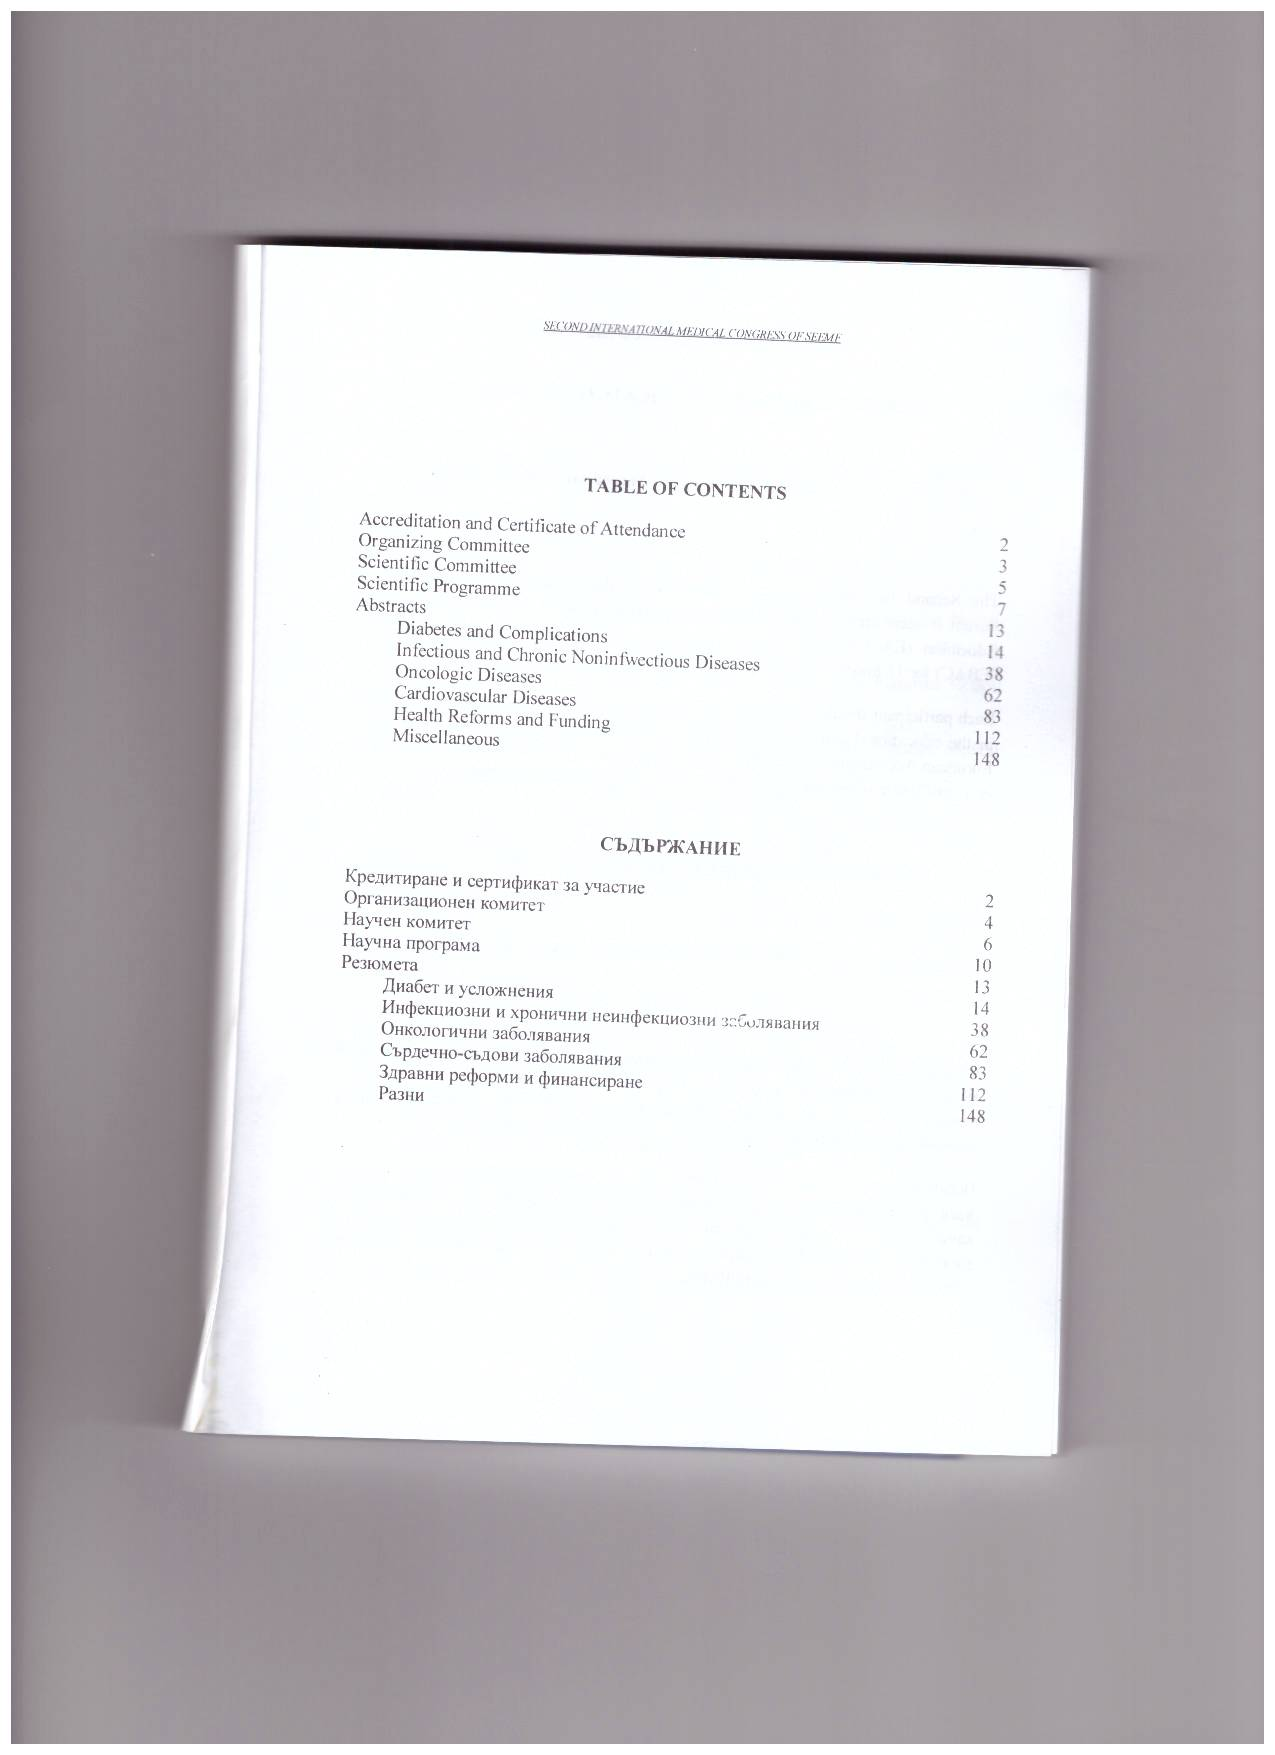 SECOND INTERNATIONAL MEDICAL CONGRESS OF SEEMF
TABLE OF CONTENTS
Accreditation and Certificate of Attendance 2
Organizing Committee 3
Scientific Committee 5
Scientific Programme 7
Abstracts 13
Diabetes and Complications 14
Infectious and Chronic Noninfwectious Diseases 38
Oncologic Diseases 62
Cardiovascular Diseases 83
Health Reforms and Funding 112
Miscellaneous 148
СЪДЪРЖАНИЕ
Кредитиране и сертификат за участие 2
Организационен комитет 4
Научен комитет 6
Научна програма 10
Резюмета 13
Диабет и усложнения 14
Инфекциозни и хронични неинфекциозни заболявания 38
Онкологични заболявания 62
Сърдечно-съдови заболявания 83
Здравни реформи и финансиране 112
Разни 148